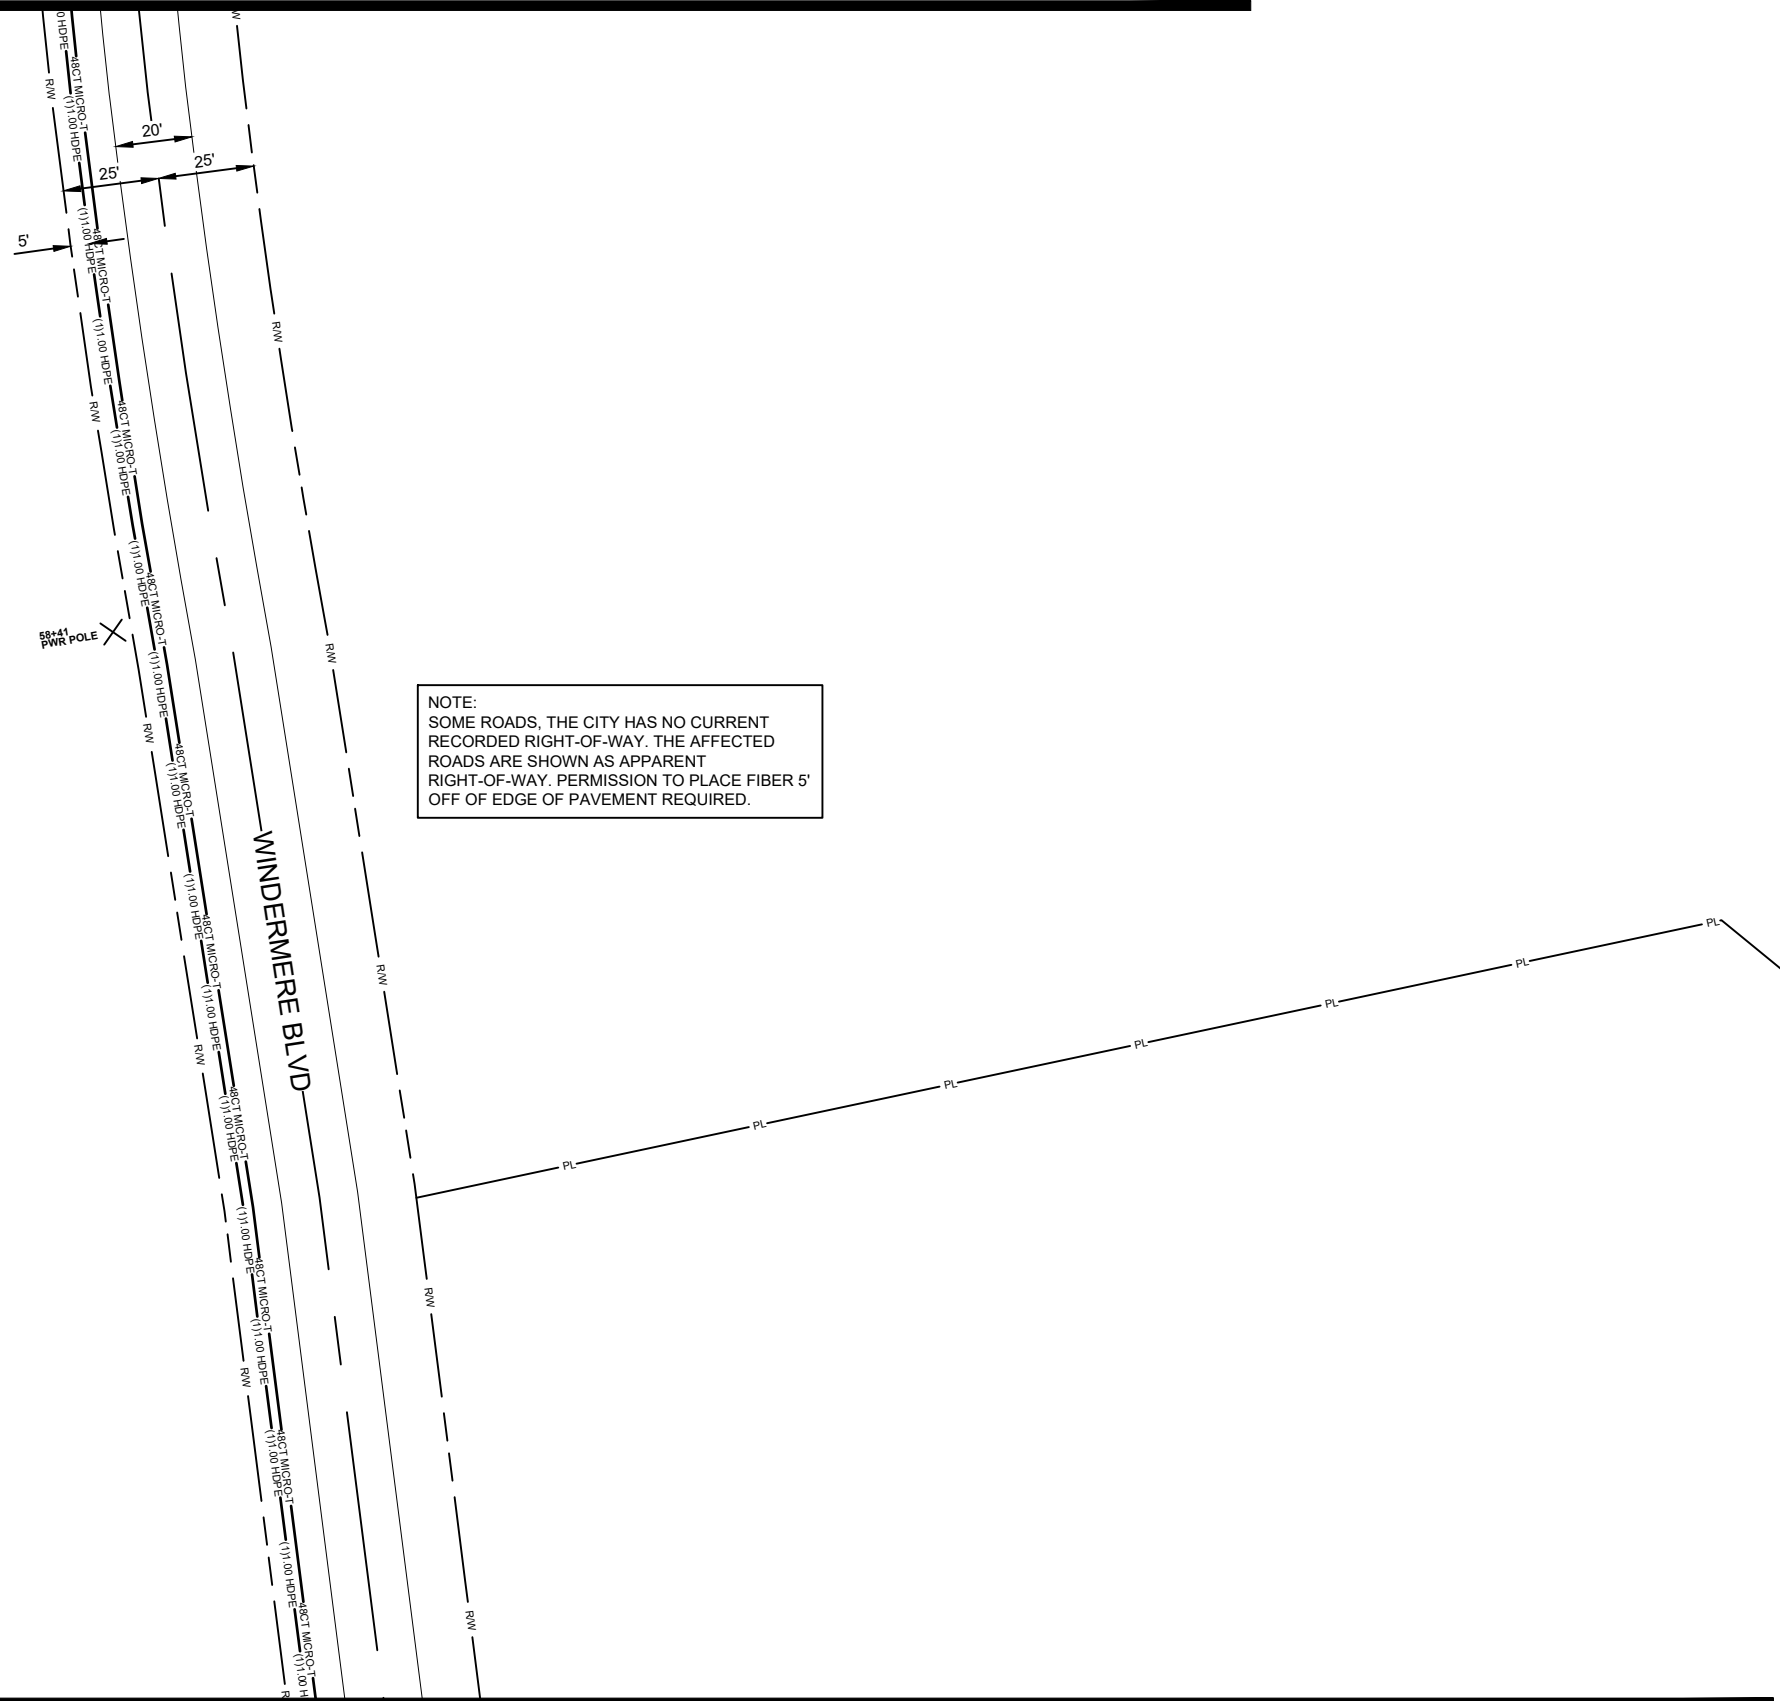 W
0 HDPE
48CT MICRO-T
R/W
(1)1.00 HDPE
20'
25'
25'
5'
(1)1.00 HDPE
48CT MICRO-T
(1)1.00 HDPE
R/W
R/W
48CT MICRO-T
(1)1.00 HDPE
(1)1.00 HDPE
48CT MICRO-T
58+41
PWR POLE
R/W
(1)1.00 HDPE
R/W
48CT MICRO-T
(1)1.00 HDPE
NOTE:
SOME ROADS, THE CITY HAS NO CURRENT
RECORDED RIGHT-OF-WAY. THE AFFECTED
ROADS ARE SHOWN AS APPARENT
RIGHT-OF-WAY. PERMISSION TO PLACE FIBER 5'
OFF OF EDGE OF PAVEMENT REQUIRED.
WINDERMERE BLVD
(1)1.00 HDPE
48CT MICRO-T
R/W
(1)1.00 HDPE
R/W
48CT MICRO-T
(1)1.00 HDPE
PL
PL
PL
PL
PL
PL
PL
(1)1.00 HDPE
48CT MICRO-T
R/W
(1)1.00 HDPE
R/W
48CT MICRO-T
(1)1.00 HDPE
(1)1.00 HDPE
48CT MICRO-T
R/W
(1)1.00 H
R